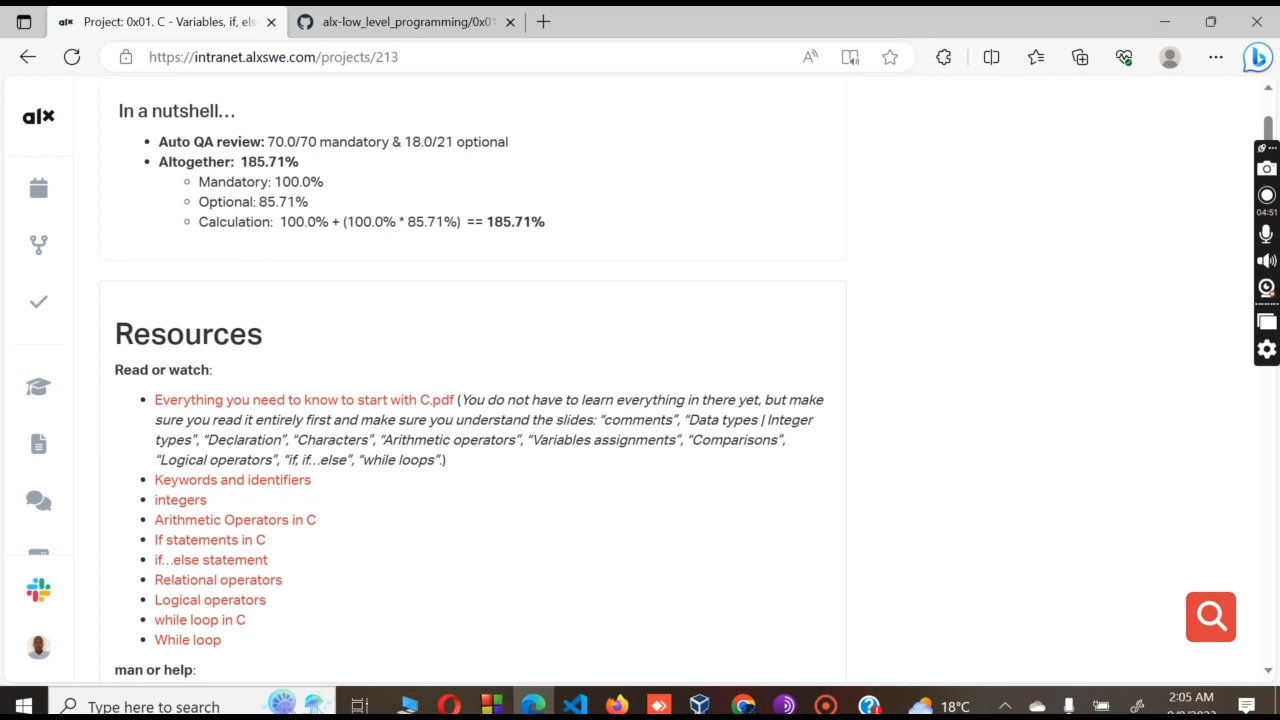 Project: 0x01. C - Variables, if, els
alx-low_level_programming/0x01
https://intranet.alxswe.com/projects/213
alx
In a nutshell…
Auto QA review: 70.0/70 mandatory & 18.0/21 optional
Altogether: 185.71%
Mandatory: 100.0%
Optional: 85.71%
Calculation: 100.0% + (100.0% * 85.71%) == 185.71%
04:51
Resources
Read or watch:
Everything you need to know to start with C.pdf (You do not have to learn everything in there yet, but make
sure you read it entirely first and make sure you understand the slides: “comments”, “Data types | Integer
types”, “Declaration”, “Characters”, “Arithmetic operators”, “Variables assignments”, “Comparisons”,
“Logical operators”, “if, if…else”, “while loops”.)
Keywords and identifiers
integers
Arithmetic Operators in C
If statements in C
if…else statement
Relational operators
Logical operators
while loop in C
While loop
man or help:
Type here to search
18°C
2:05 AM